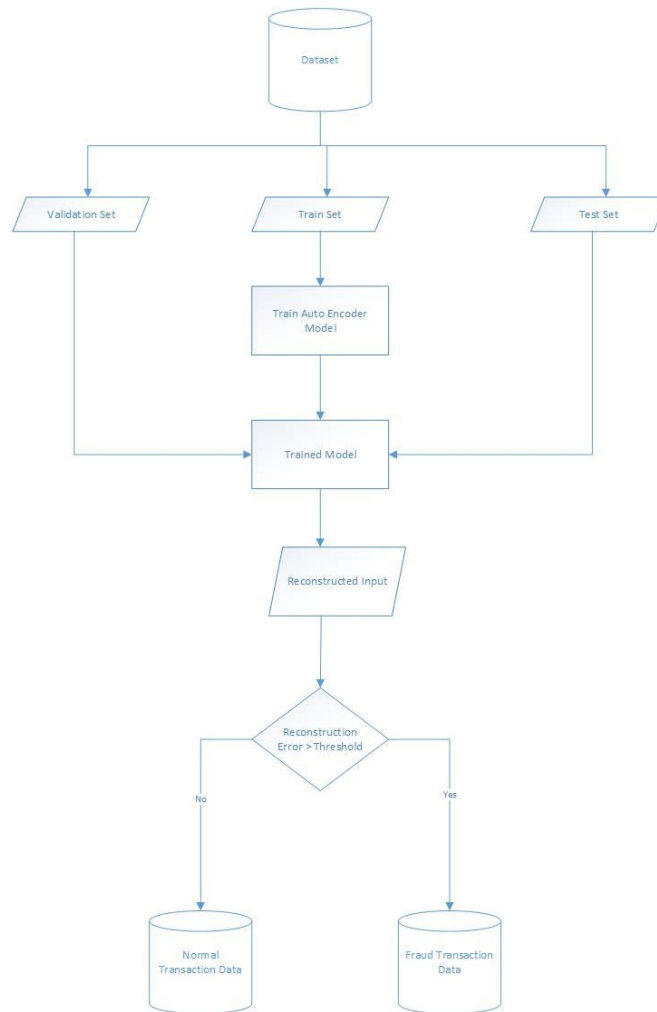 Dataset
Validation Set
Train Set
Test Set
Train Auto Encoder
Model
Trained Model
Reconstructed Input
Reconstruction
Error > Threshold
No
Yes
Normal
Transaction Data
Fraud Transaction
Data